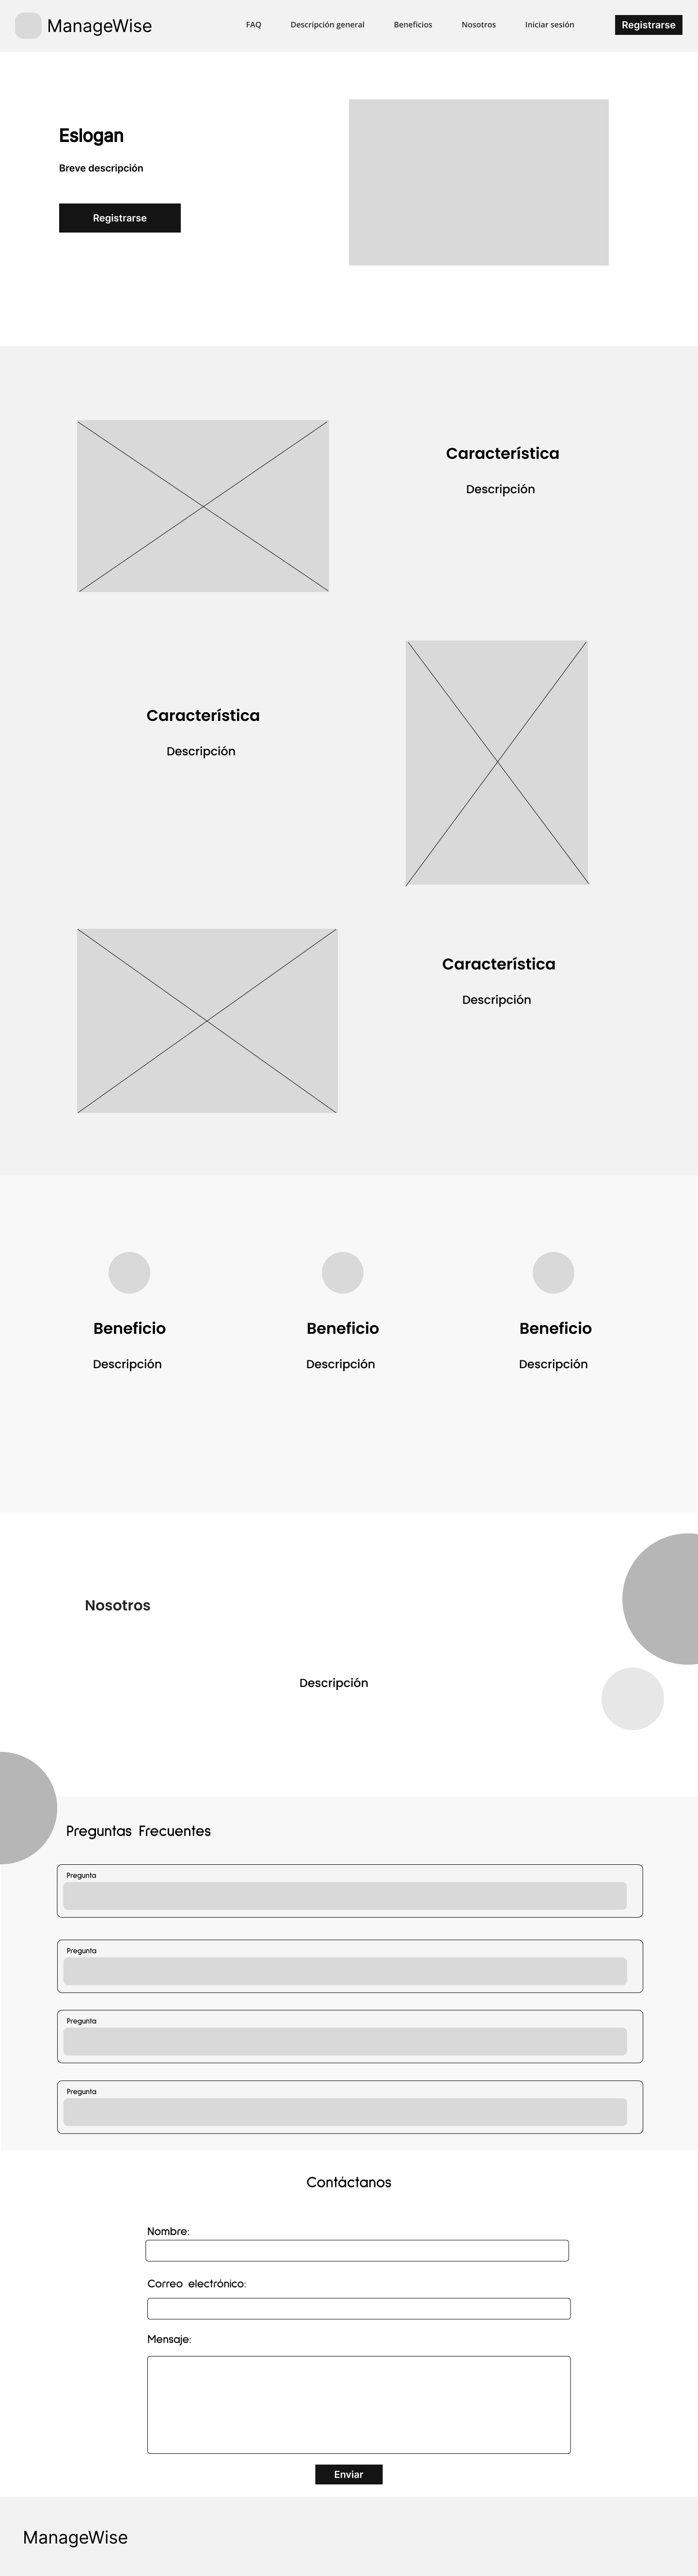 ManageWise
FAQ
Descripción general
Beneficios
Nosotros
Iniciar sesión
Registrarse
Eslogan
Breve descripción
Registrarse
Característica
Descripción
Característica
Descripción
Característica
Descripción
Beneficio
Descripción
Beneficio
Descripción
Beneficio
Descripción
Nosotros
Descripción
Preguntas Frecuentes
Pregunta
Pregunta
Pregunta
Pregunta
Contáctanos
Nombre:
Correo electrónico:
Mensaje:
Enviar
ManageWise